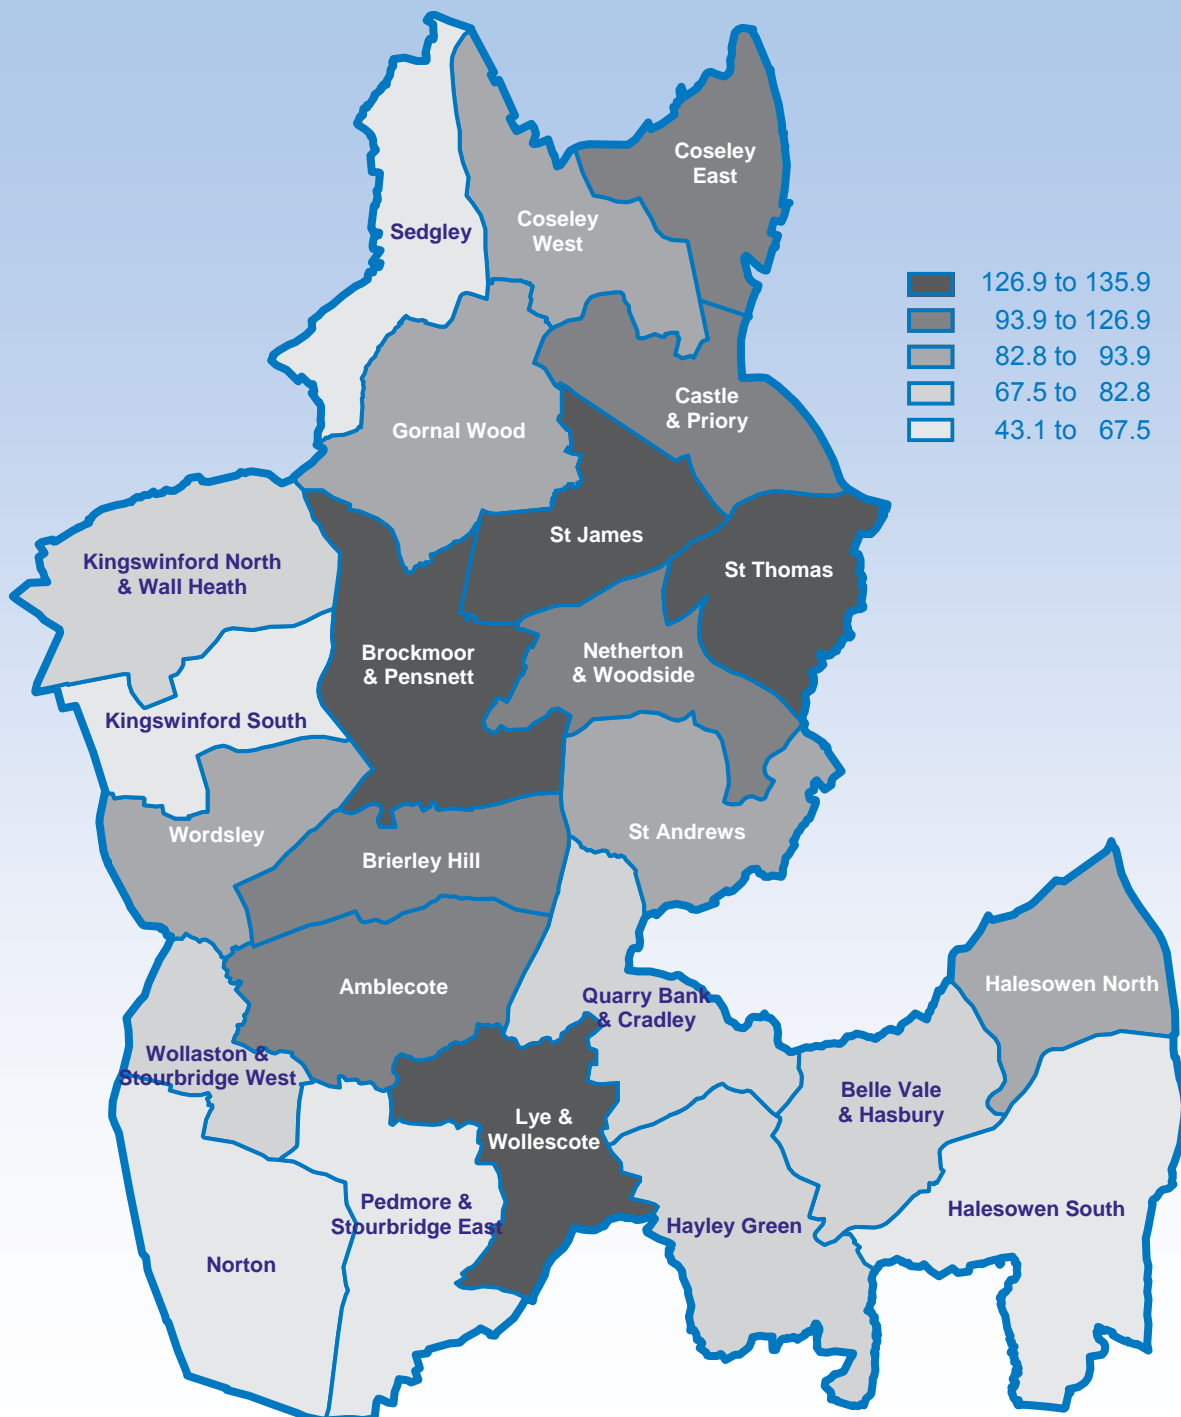 Coseley
East
Sedgley
Coseley
West
126.9 to 135.9
93.9 to 126.9
82.8 to 93.9
67.5 to 82.8
43.1 to 67.5
Castle
& Priory
Gornal Wood
St James
Kingswinford North
& Wall Heath
St Thomas
Brockmoor
& Pensnett
Netherton
& Woodside
Kingswinford South
Wordsley
St Andrews
Brierley Hill
Amblecote
Halesowen North
Quarry Bank
& Cradley
Wollaston &
Stourbridge West
Belle Vale
& Hasbury
Lye &
Wollescote
Pedmore &
Stourbridge East
Halesowen South
Hayley Green
Norton